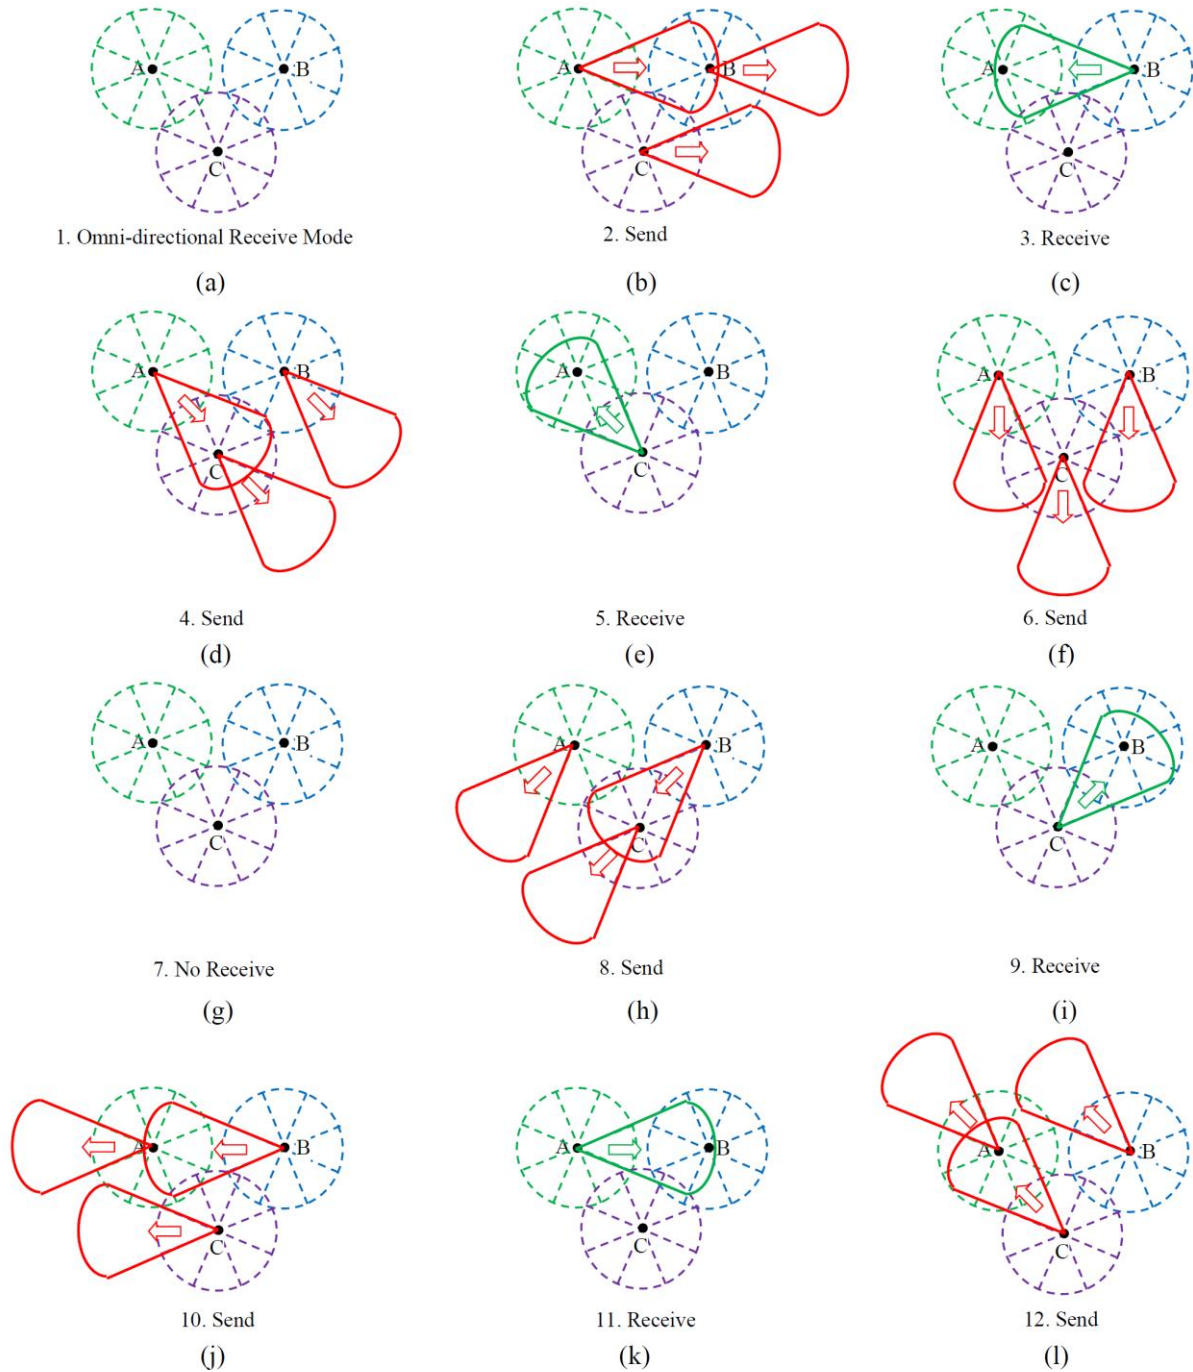 A B A B A B
C C C
1. Omni-directional Receive Mode 2. Send 3. Receive
(a) (b) (c)
A B A B A B
C C C
4. Send 5. Receive 6. Send
(d) (e) (f)
A B A B A B
C C C
7. No Receive 8. Send 9. Receive
(g) (h) (i)
A B A B A B
C C C
10. Send 11. Receive 12. Send
(j) (k) (l)